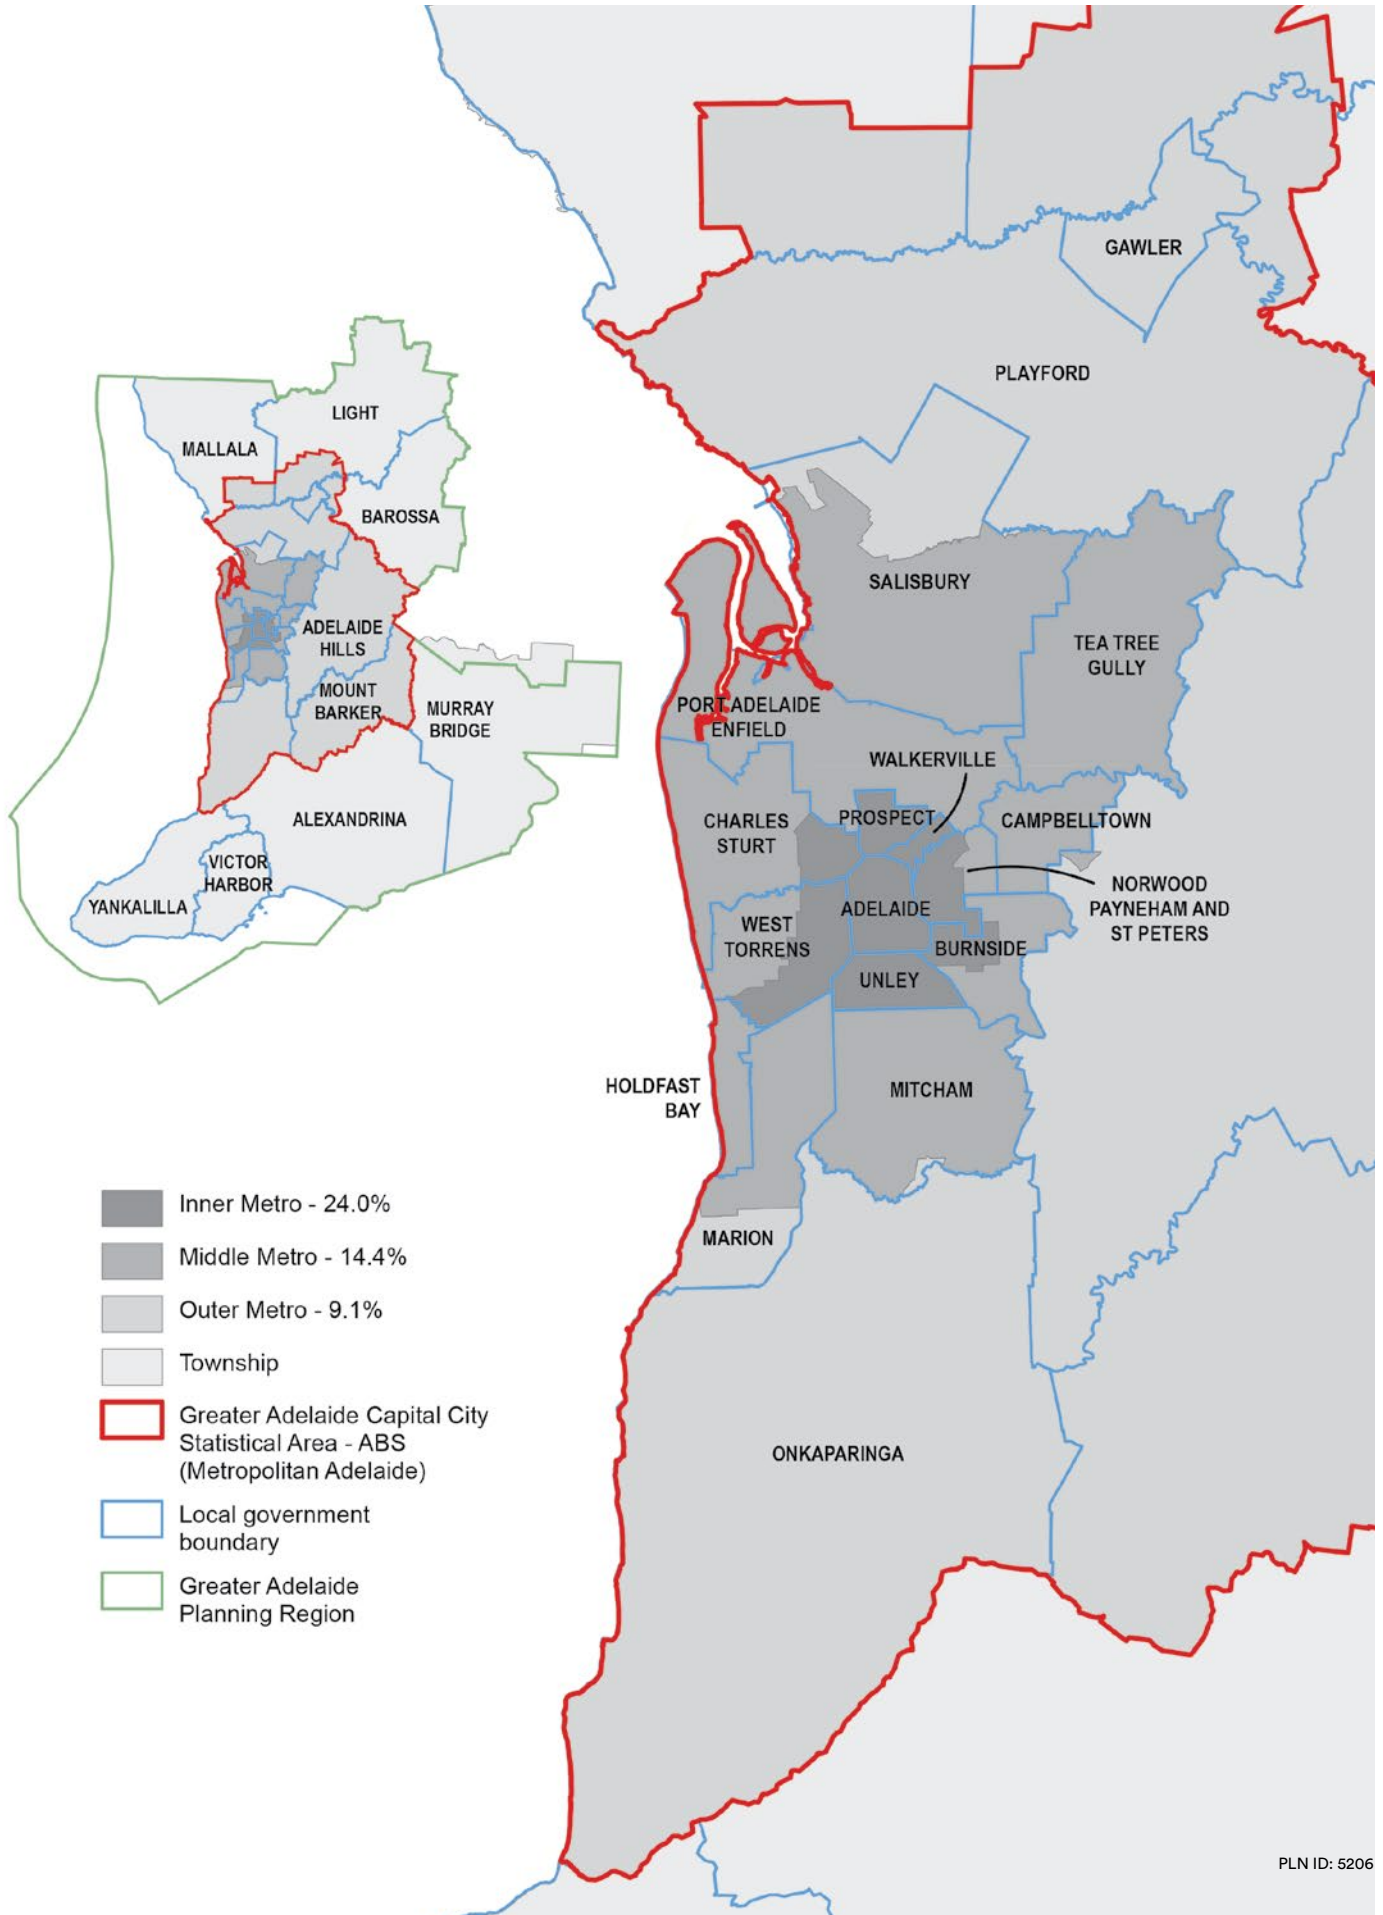 GAWLER
PLAYFORD
LIGHT
MALLALA
BAROSSA
ADELAIDE
HILLS
MOUNT
BARKER
MURRAY
BRIDGE
ALEXANDRINA
VICTOR
HARBOR
YANKALILLA
SALISBURY
TEA TREE
GULLY
PORT ADELAIDE
ENFIELD
WALKERVILLE
CHARLES
STURT
PROSPECT
CAMPBELLTOWN
NORWOOD
PAYNEHAM AND
ST PETERS
ADELAIDE
WEST
TORRENS
BURNSIDE
UNLEY
HOLDFAST
BAY
MITCHAM
MARION
ONKAPARINGA
Inner Metro - 24.0%
Middle Metro - 14.4%
Outer Metro - 9.1%
Township
Greater Adelaide Capital City
Statistical Area - ABS
(Metropolitan Adelaide)
Local government
boundary
Greater Adelaide
Planning Region
PLN ID: 5206